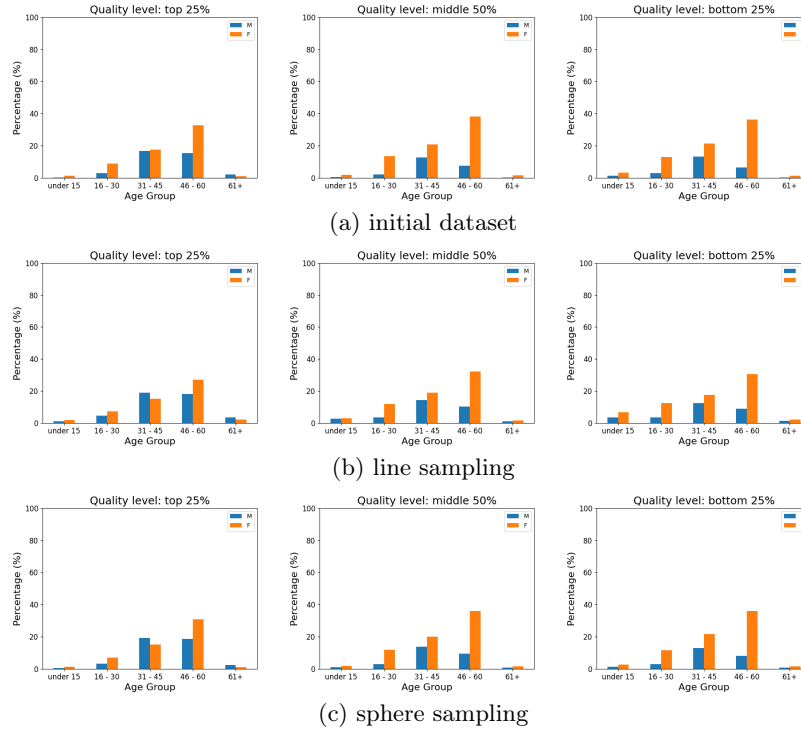 Quality level: top 25%
Quality level: middle 50%
Quality level: bottom 25%
Percentage (%)
100
80
60
40
20
0
M
F
under 15 16 - 30 31 - 45 46 - 60 61+
Age Group
Percentage (%)
100
80
60
40
20
0
M
F
under 15 16 - 30 31 - 45 46 - 60 61+
Age Group
Percentage (%)
100
80
60
40
20
0
under 15 16 - 30 31 - 45 46 - 60 61+
Age Group
(a) initial dataset
Quality level: top 25%
Quality level: middle 50%
Quality level: bottom 25%
Percentage (%)
100
80
60
40
20
0
M
F
under 15 16 - 30 31 - 45 46 - 60 61+
Age Group
Percentage (%)
100
80
60
40
20
0
M
F
under 15 16 - 30 31 - 45 46 - 60 61+
Age Group
Percentage (%)
100
80
60
40
20
0
under 15 16 - 30 31 - 45 46 - 60 61+
Age Group
(b) line sampling
Quality level: top 25%
Quality level: middle 50%
Quality level: bottom 25%
Percentage (%)
100
80
60
40
20
0
M
F
under 15 16 - 30 31 - 45 46 - 60 61+
Age Group
Percentage (%)
100
80
60
40
20
0
M
F
under 15 16 - 30 31 - 45 46 - 60 61+
Age Group
Percentage (%)
100
80
60
40
20
0
under 15 16 - 30 31 - 45 46 - 60 61+
Age Group
(c) sphere sampling